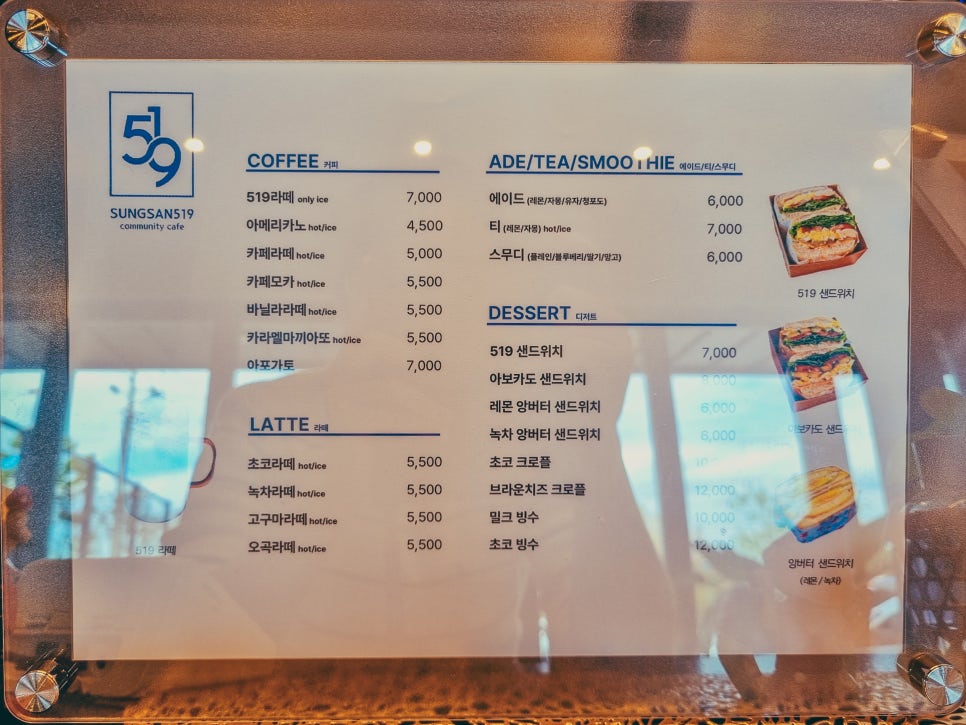 519
SUNGSAN519
community cafe
COFFEE 커피
519라떼 only ice 7,000
아메리카노 hot/ice 4,500
카페라떼 hot/ice 5,000
카페모카 hot/ice 5,500
바닐라라떼 hot/ice 5,500
카라멜마끼아또 hot/ice 5,500
아포가토 7,000
LATTE 라떼
초코라떼 hot/ice 5,500
녹차라떼 hot/ice 5,500
고구마라떼 hot/ice 5,500
오곡라떼 hot/ice 5,500
519 라떼
ADE/TEA/SMOOTHIE 에이드/티/스무디
에이드 (레몬/자몽/유자/청포도) 6,000
티 (레몬/자몽) hot/ice 7,000
스무디 (플레인/블루베리/딸기/망고) 6,000
DESSERT 디저트
519 샌드위치 7,000
아보카도 샌드위치 8,000
레몬 앙버터 샌드위치 6,000
녹차 앙버터 샌드위치 6,000
초코 크로플
브라운치즈 크로플 12,000
밀크 빙수 10,000
초코 빙수 12,000
519 샌드위치
아보카도 샌드위치
앙버터 샌드위치
(레몬/녹차)